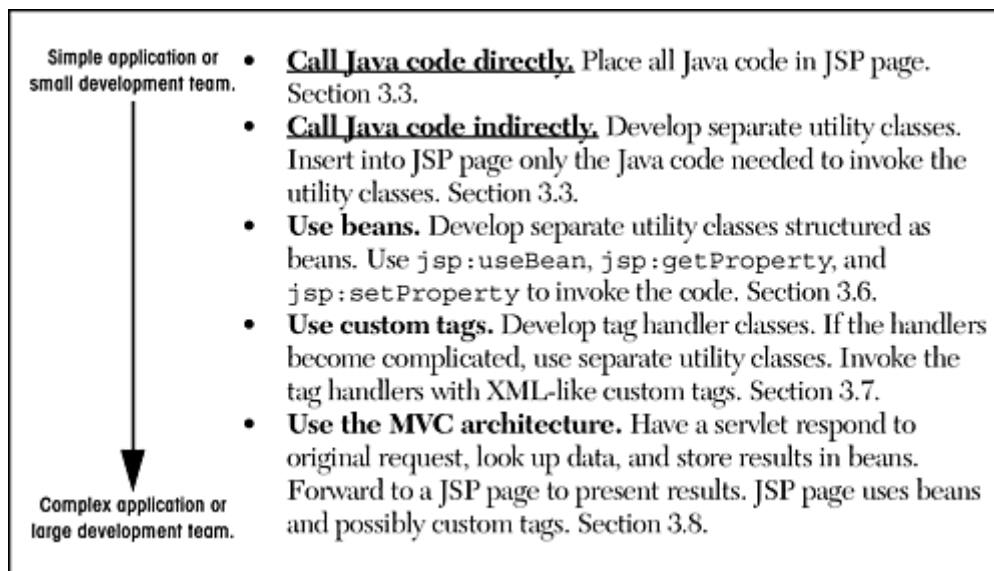 Simple application or
small development team.
• Call Java code directly. Place all Java code in JSP page.
Section 3.3.
• Call Java code indirectly. Develop separate utility classes.
Insert into JSP page only the Java code needed to invoke the
utility classes. Section 3.3.
• Use beans. Develop separate utility classes structured as
beans. Use jsp:useBean, jsp:getProperty, and
jsp:setProperty to invoke the code. Section 3.6.
• Use custom tags. Develop tag handler classes. If the handlers
become complicated, use separate utility classes. Invoke the
tag handlers with XML-like custom tags. Section 3.7.
• Use the MVC architecture. Have a servlet respond to
original request, look up data, and store results in beans.
Forward to a JSP page to present results. JSP page uses beans
and possibly custom tags. Section 3.8.
Complex application or
large development team.